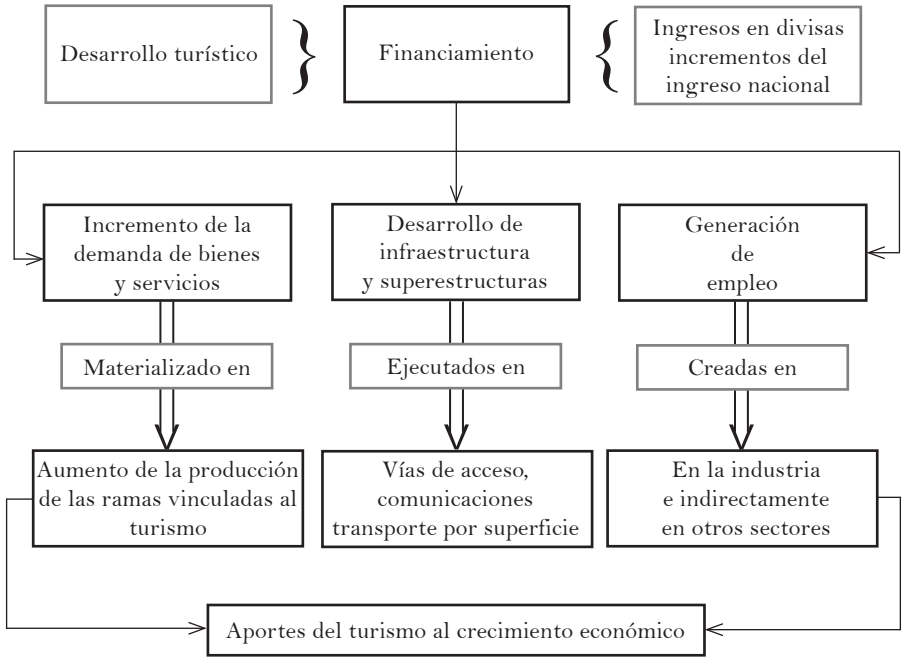 Desarrollo turístico
Financiamiento
Ingresos en divisas
incrementos del
ingreso nacional
Incremento de la
demanda de bienes
y servicios
Desarrollo de
infraestructura
y superestructuras
Generación
de
empleo
Materializado en
Ejecutados en
Creadas en
Aumento de la producción
de las ramas vinculadas al
turismo
Vías de acceso,
comunicaciones
transporte por superficie
En la industria
e indirectamente
en otros sectores
Aportes del turismo al crecimiento económico